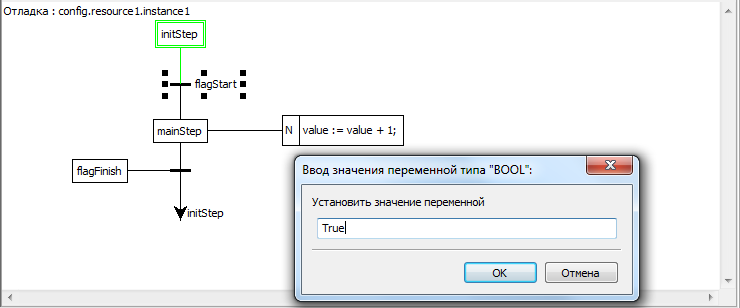 Отладка : config.resource1.instance1
initStep
flagStart
mainStep
N value := value + 1;
flagFinish
initStep
Ввод значения переменной типа "BOOL":
Установить значение переменной
True
OK Отмена